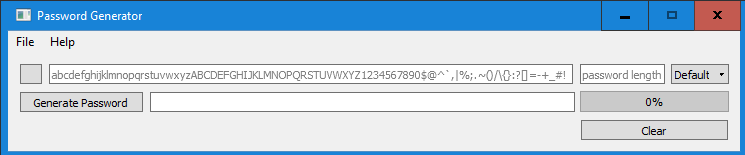 Password Generator
File Help
abcdefghijklmnopqrstuvwxyzABCDEFGHIJKLMNOPQRSTUVWXYZ1234567890$@^`,|%;.~()/\{}:?[]=-+_#! password length Default
Generate Password 0%
Clear